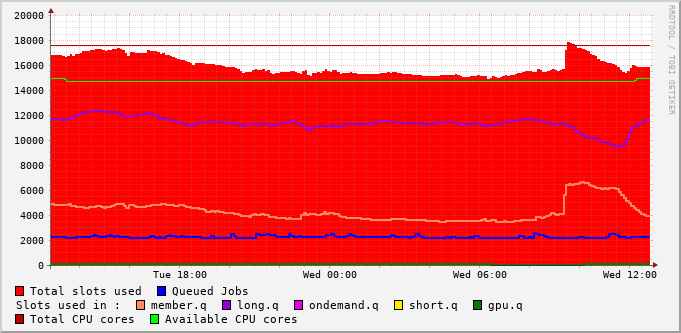 20000
18000
16000
14000
12000
10000
8000
6000
4000
2000
0
Tue 18:00 Wed 00:00 Wed 06:00 Wed 12:00
Total slots used Queued Jobs
Slots used in : member.q long.q ondemand.q short.q gpu.q
Total CPU cores Available CPU cores
RRDTOOL / TOBI OETIKER